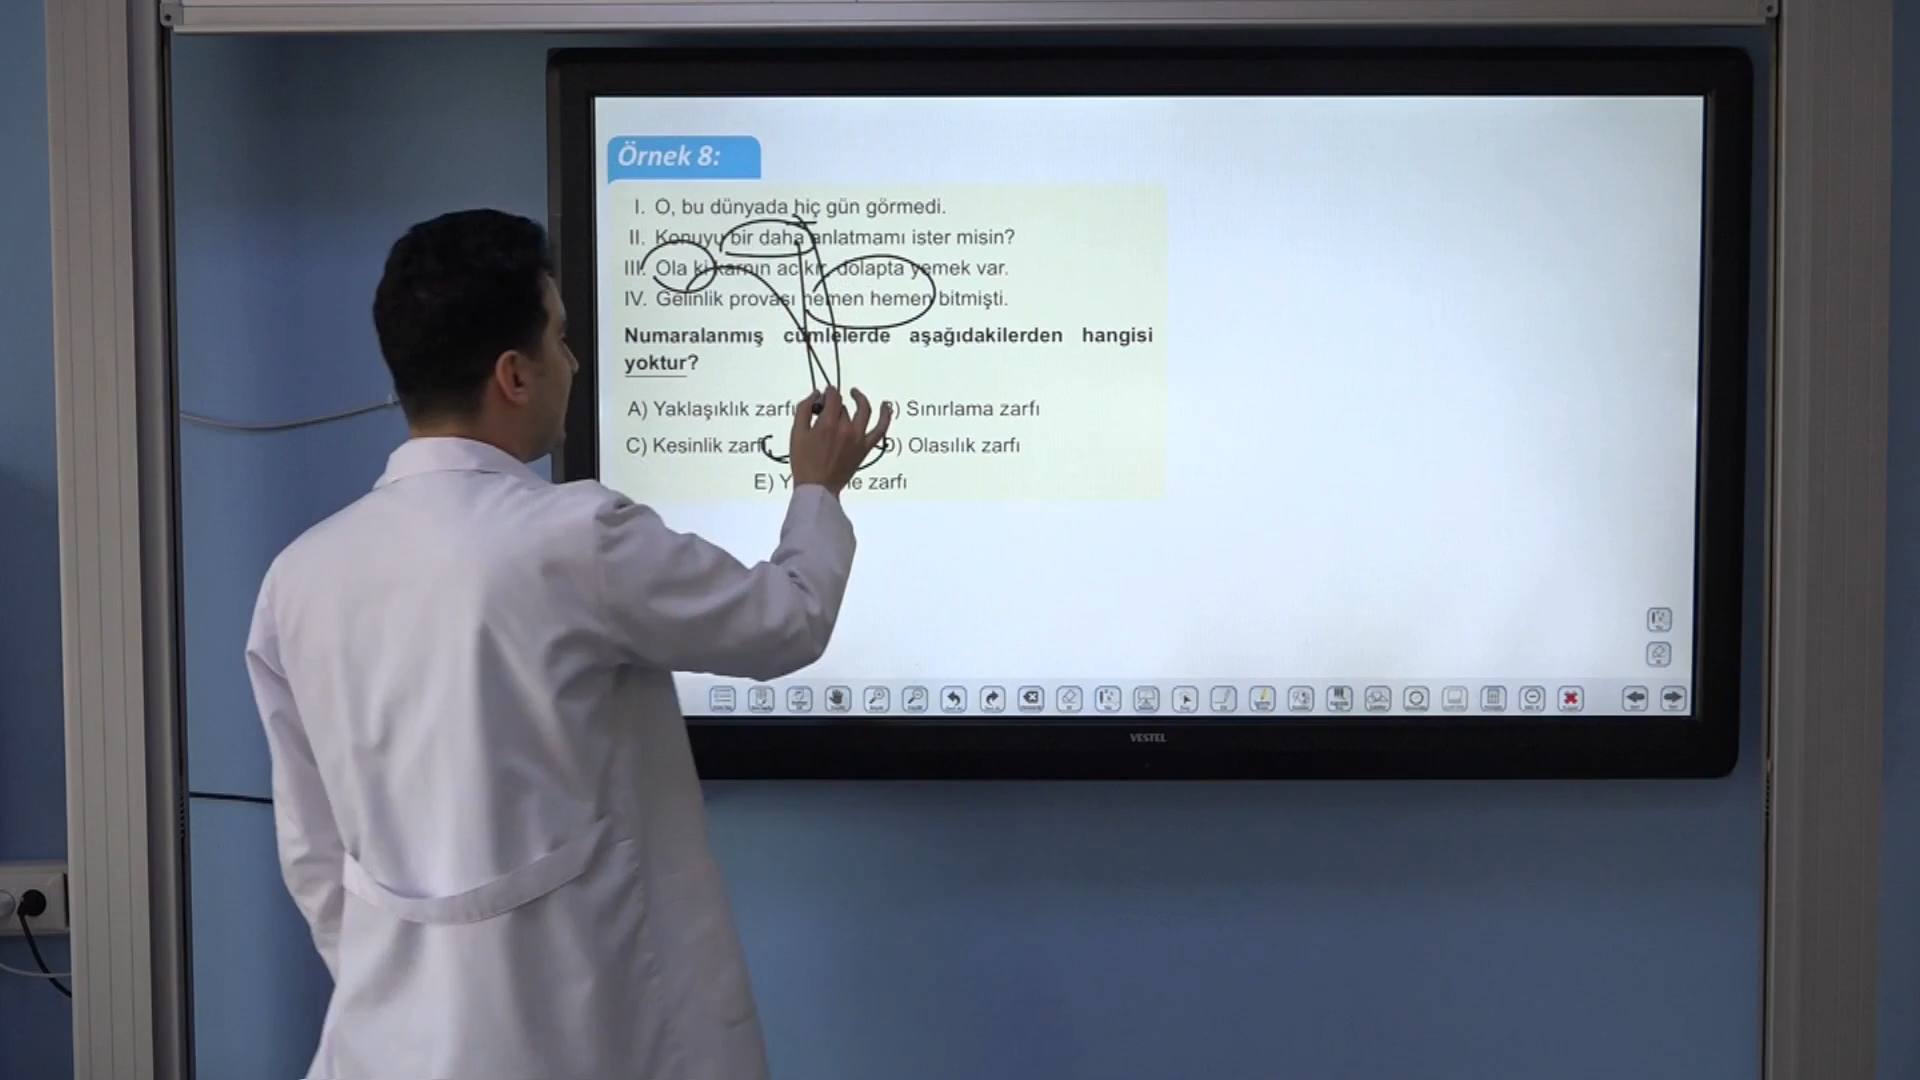 Örnek 8:
I. O, bu dünyada hiç gün görmedi.
II. Konuyu bir daha anlatmamı ister misin?
III. Ola ki karnın acıkır, dolapta yemek var.
IV. Gelinlik provası hemen hemen bitmişti.
Numaralanmış cümlelerde aşağıdakilerden hangisi
yoktur?
A) Yaklaşıklık zarfı B) Sınırlama zarfı
C) Kesinlik zarfı D) Olasılık zarfı
E) zarfı
VESTEL